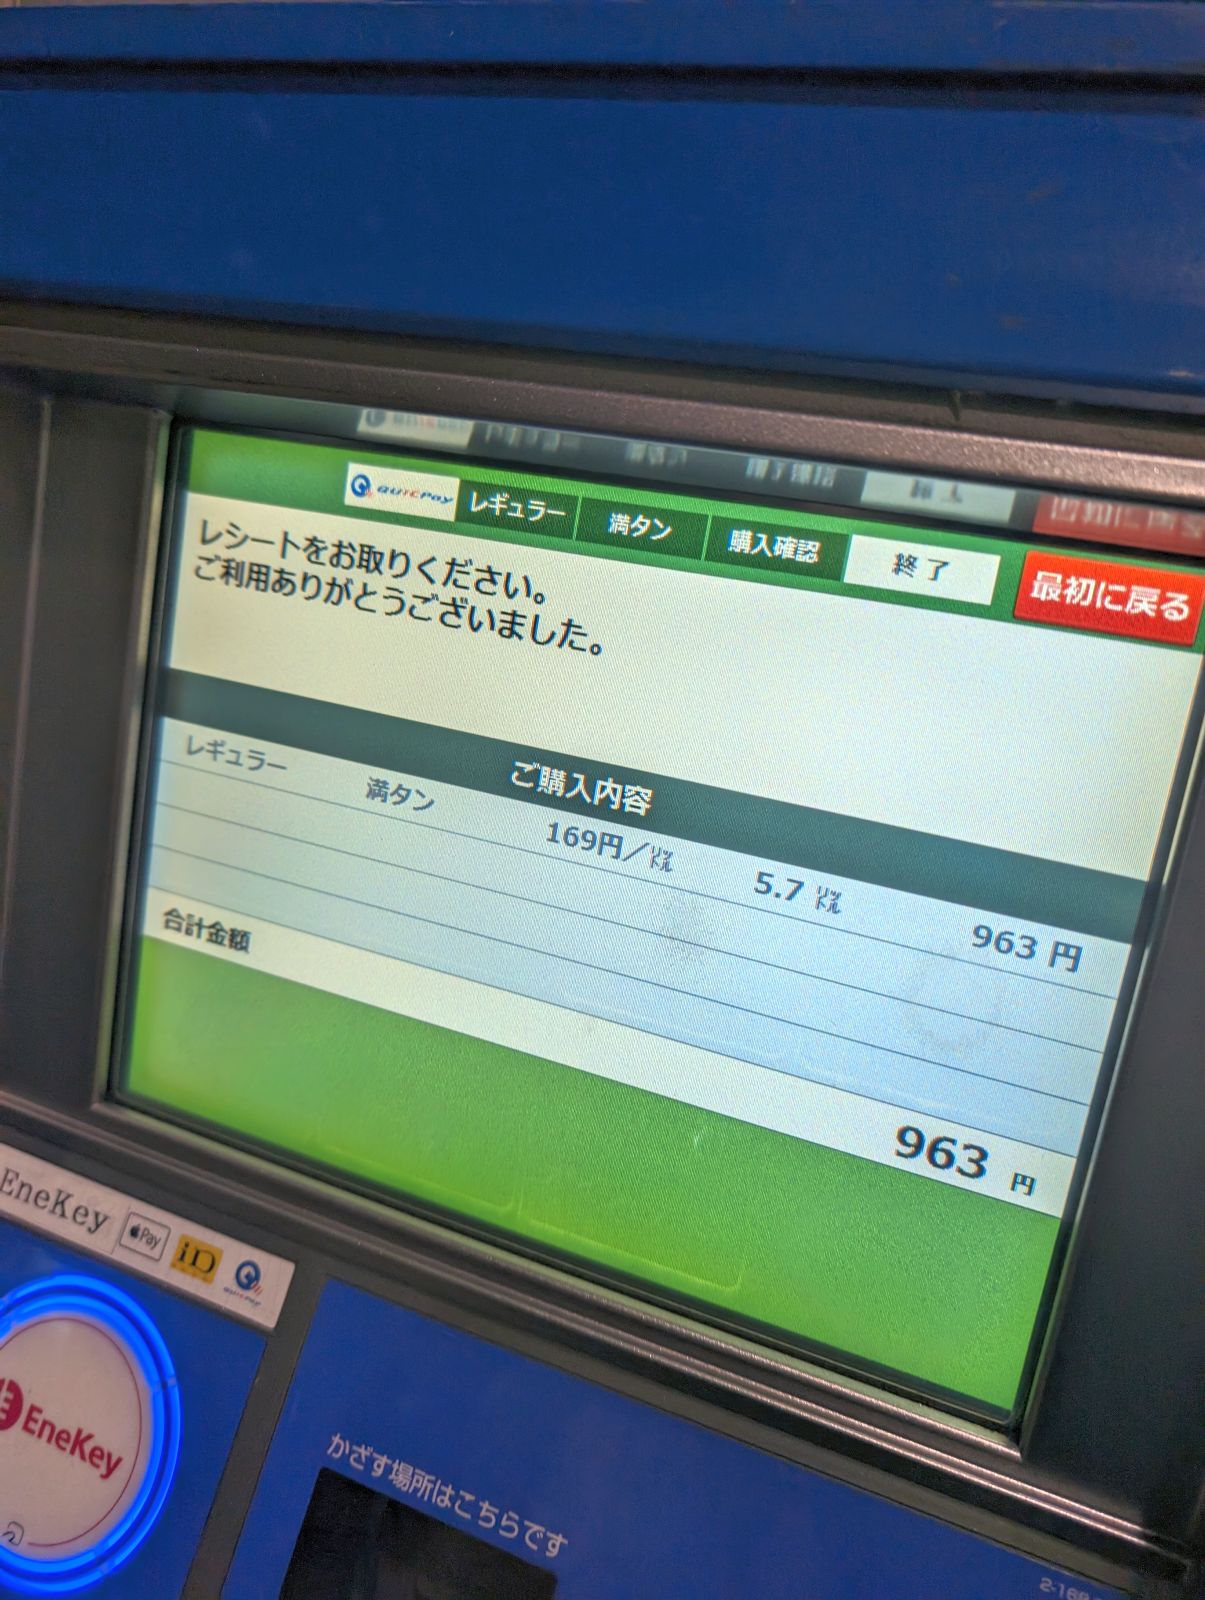 QUICPay レギュラー 満タン 購入確認 終了 最初に戻る
レシートをお取りください。
ご利用ありがとうございました。
ご購入内容
レギュラー 満タン 169円/㍑ 5.7 ㍑ 963 円
合計金額 963 円
EneKey Pay iD QUICPay
EneKey
かざす場所はこちらです